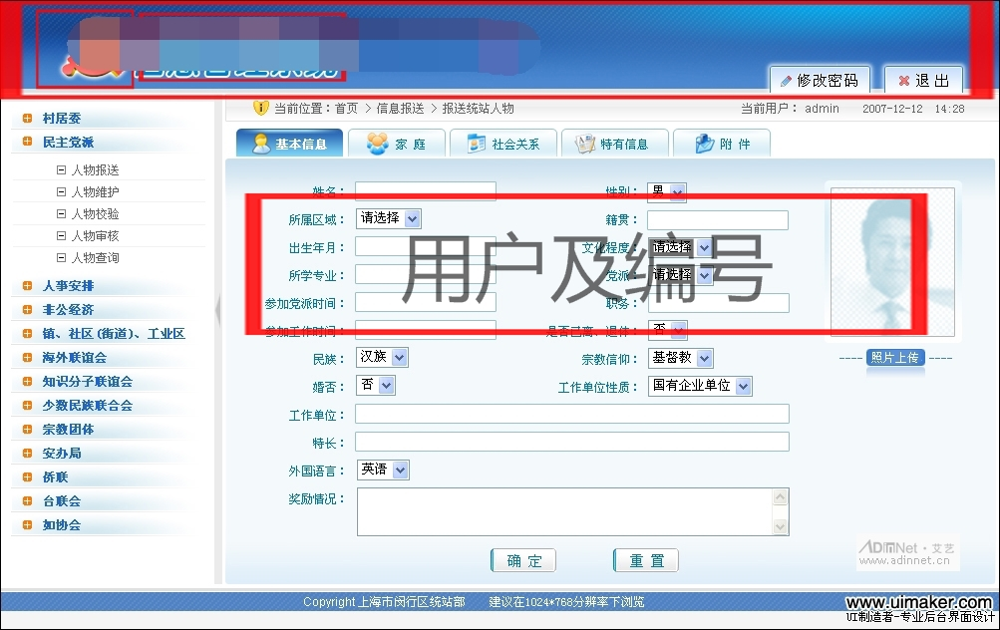 修改密码
退 出
当前位置：首页 > 信息报送 > 报送统站人物
当前用户： admin 2007-12-12 14:28
村居委
民主党派
人物报送
人物维护
人物校验
人物审核
人物查询
人事安排
非公经济
镇、社区(街道)、工业区
海外联谊会
知识分子联谊会
少数民族联合会
宗教团体
安办局
侨联
台联会
知协会
基本信息
家 庭
社会关系
特有信息
附 件
姓名：
性别： 男
所属区域： 请选择
籍贯：
出生年月：
文化程度： 请选择
所学专业：
党派： 请选择
参加党派时间：
职务：
用户及编号
参加工作时间：
是否已离、退休： 否
民族： 汉族
宗教信仰： 基督教
婚否： 否
工作单位性质： 国有企业单位
工作单位：
特长：
外国语言： 英语
奖励情况：
照片上传
确 定
重 置
ADinNet·艾艺
www.adinnet.cn
Copyright 上海市闵行区统站部 建议在1024*768分辨率下浏览
www.uimaker.com
UI制造者-专业后台界面设计